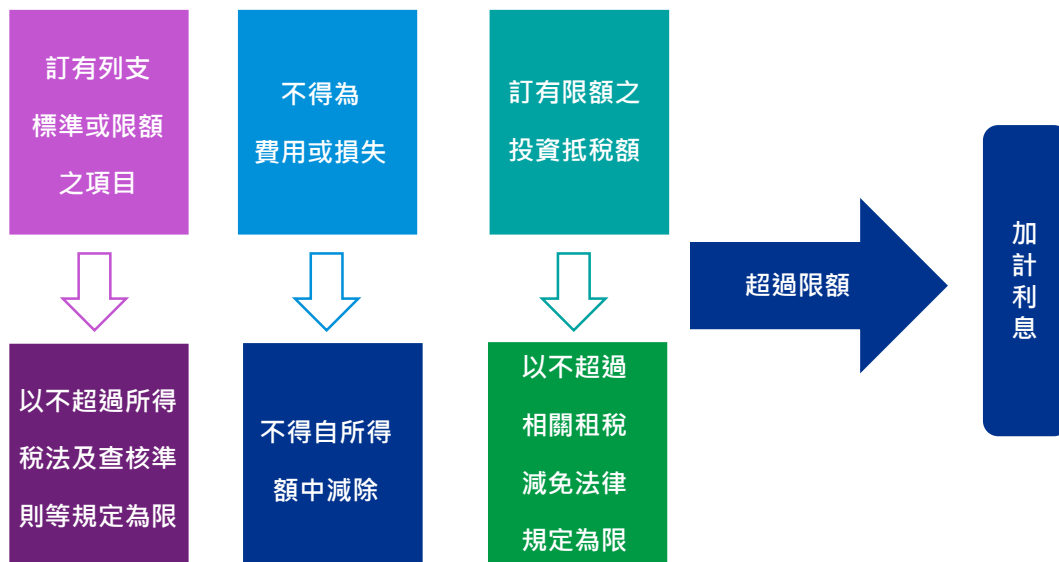 訂有列支
標準或限額
之項目
不得為
費用或損失
訂有限額之
投資抵稅額
以不超過所得
稅法及查核準
則等規定為限
不得自所得
額中減除
以不超過
相關租稅
減免法律
規定為限
超過限額
加
計
利
息